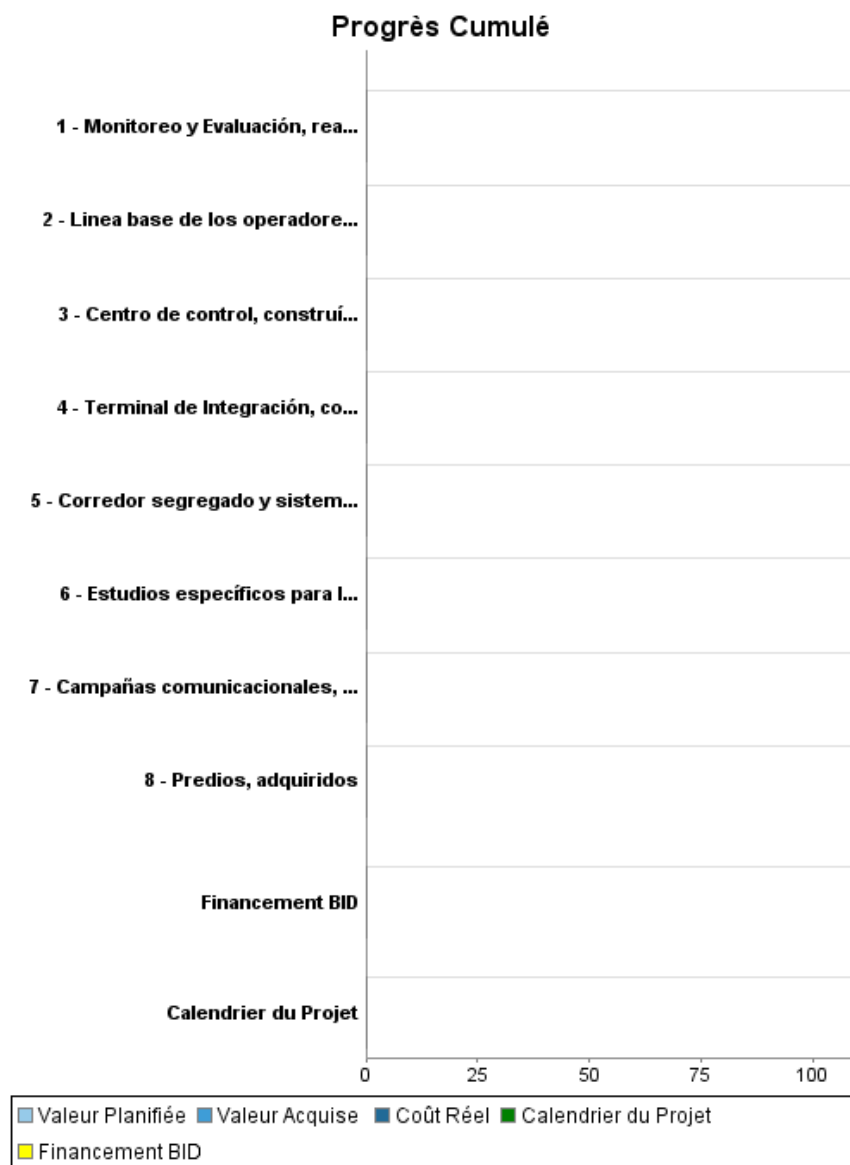 Progrès Cumulé
1 - Monitoreo y Evaluación, rea...
2 - Linea base de los operadore...
3 - Centro de control, construí...
4 - Terminal de Integración, co...
5 - Corredor segregado y sistem...
6 - Estudios específicos para l...
7 - Campañas comunicacionales, ...
8 - Predios, adquiridos
Financement BID
Calendrier du Projet
0 25 50 75 100
Valeur Planifiée Valeur Acquise Coût Réel Calendrier du Projet
Financement BID